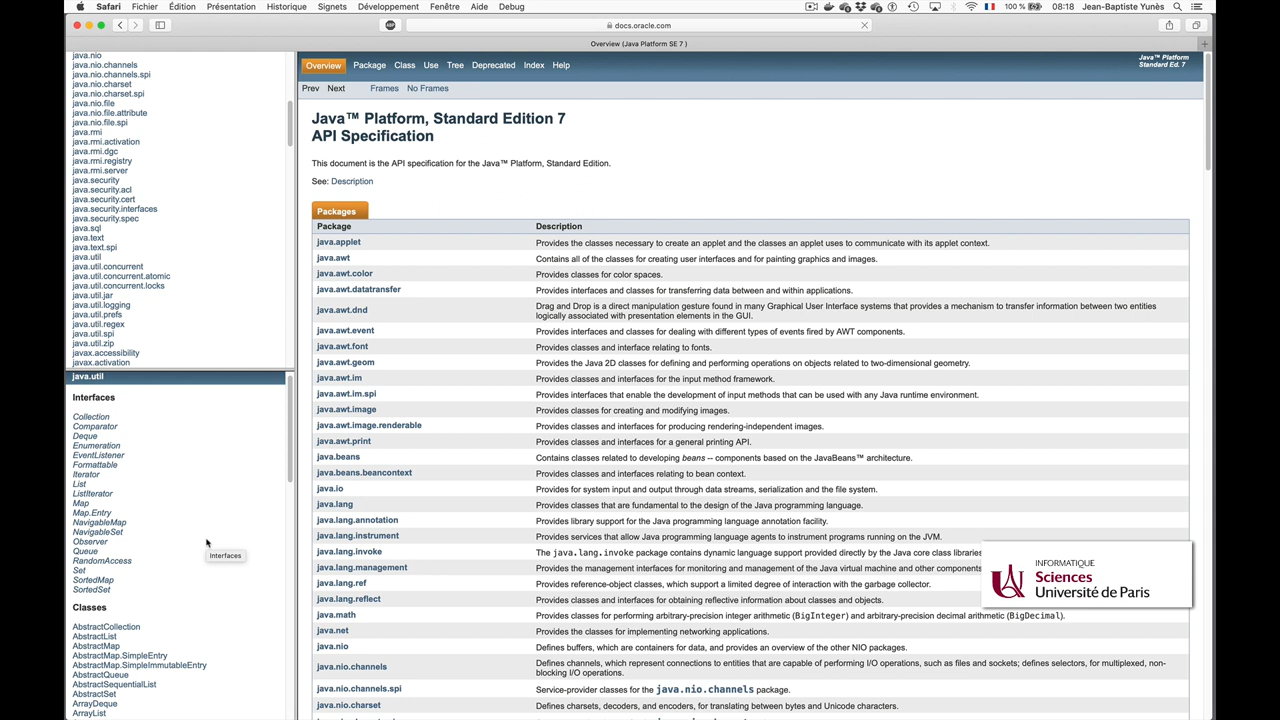 Safari Fichier Édition Présentation Historique Signets Développement Fenêtre Aide Debug 100 % 08:18 Jean-Baptiste Yunès
docs.oracle.com
Overview (Java Platform SE 7 )
java.nio
java.nio.channels
java.nio.channels.spi
java.nio.charset
java.nio.charset.spi
java.nio.file
java.nio.file.attribute
java.nio.file.spi
java.rmi
java.rmi.activation
java.rmi.dgc
java.rmi.registry
java.rmi.server
java.security
java.security.acl
java.security.cert
java.security.interfaces
java.security.spec
java.sql
java.text
java.text.spi
java.util
java.util.concurrent
java.util.concurrent.atomic
java.util.concurrent.locks
java.util.jar
java.util.logging
java.util.prefs
java.util.regex
java.util.spi
java.util.zip
javax.accessibility
javax.activation
java.util
Interfaces
Collection
Comparator
Deque
Enumeration
EventListener
Formattable
Iterator
List
ListIterator
Map
Map.Entry
NavigableMap
NavigableSet
Observer
Queue
RandomAccess
Set
SortedMap
SortedSet
Interfaces
Classes
AbstractCollection
AbstractList
AbstractMap
AbstractMap.SimpleEntry
AbstractMap.SimpleImmutableEntry
AbstractQueue
AbstractSequentialList
AbstractSet
ArrayDeque
ArrayList
Overview Package Class Use Tree Deprecated Index Help
Java™ Platform
Standard Ed. 7
Prev Next Frames No Frames
Java™ Platform, Standard Edition 7
API Specification
This document is the API specification for the Java™ Platform, Standard Edition.
See: Description
Packages
Package Description
java.applet Provides the classes necessary to create an applet and the classes an applet uses to communicate with its applet context.
java.awt Contains all of the classes for creating user interfaces and for painting graphics and images.
java.awt.color Provides classes for color spaces.
java.awt.datatransfer Provides interfaces and classes for transferring data between and within applications.
java.awt.dnd Drag and Drop is a direct manipulation gesture found in many Graphical User Interface systems that provides a mechanism to transfer information between two entities
logically associated with presentation elements in the GUI.
java.awt.event Provides interfaces and classes for dealing with different types of events fired by AWT components.
java.awt.font Provides classes and interface relating to fonts.
java.awt.geom Provides the Java 2D classes for defining and performing operations on objects related to two-dimensional geometry.
java.awt.im Provides classes and interfaces for the input method framework.
java.awt.im.spi Provides interfaces that enable the development of input methods that can be used with any Java runtime environment.
java.awt.image Provides classes for creating and modifying images.
java.awt.image.renderable Provides classes and interfaces for producing rendering-independent images.
java.awt.print Provides classes and interfaces for a general printing API.
java.beans Contains classes related to developing beans -- components based on the JavaBeans™ architecture.
java.beans.beancontext Provides classes and interfaces relating to bean context.
java.io Provides for system input and output through data streams, serialization and the file system.
java.lang Provides classes that are fundamental to the design of the Java programming language.
java.lang.annotation Provides library support for the Java programming language annotation facility.
java.lang.instrument Provides services that allow Java programming language agents to instrument programs running on the JVM.
java.lang.invoke The java.lang.invoke package contains dynamic language support provided directly by the Java core class libraries
java.lang.management Provides the management interfaces for monitoring and management of the Java virtual machine and other components
java.lang.ref Provides reference-object classes, which support a limited degree of interaction with the garbage collector.
java.lang.reflect Provides classes and interfaces for obtaining reflective information about classes and objects.
java.math Provides classes for performing arbitrary-precision integer arithmetic (BigInteger) and arbitrary-precision decimal arithmetic (BigDecimal).
java.net Provides the classes for implementing networking applications.
java.nio Defines buffers, which are containers for data, and provides an overview of the other NIO packages.
java.nio.channels Defines channels, which represent connections to entities that are capable of performing I/O operations, such as files and sockets; defines selectors, for multiplexed, non-
blocking I/O operations.
java.nio.channels.spi Service-provider classes for the java.nio.channels package.
java.nio.charset Defines charsets, decoders, and encoders, for translating between bytes and Unicode characters.
INFORMATIQUE
Sciences
Université de Paris